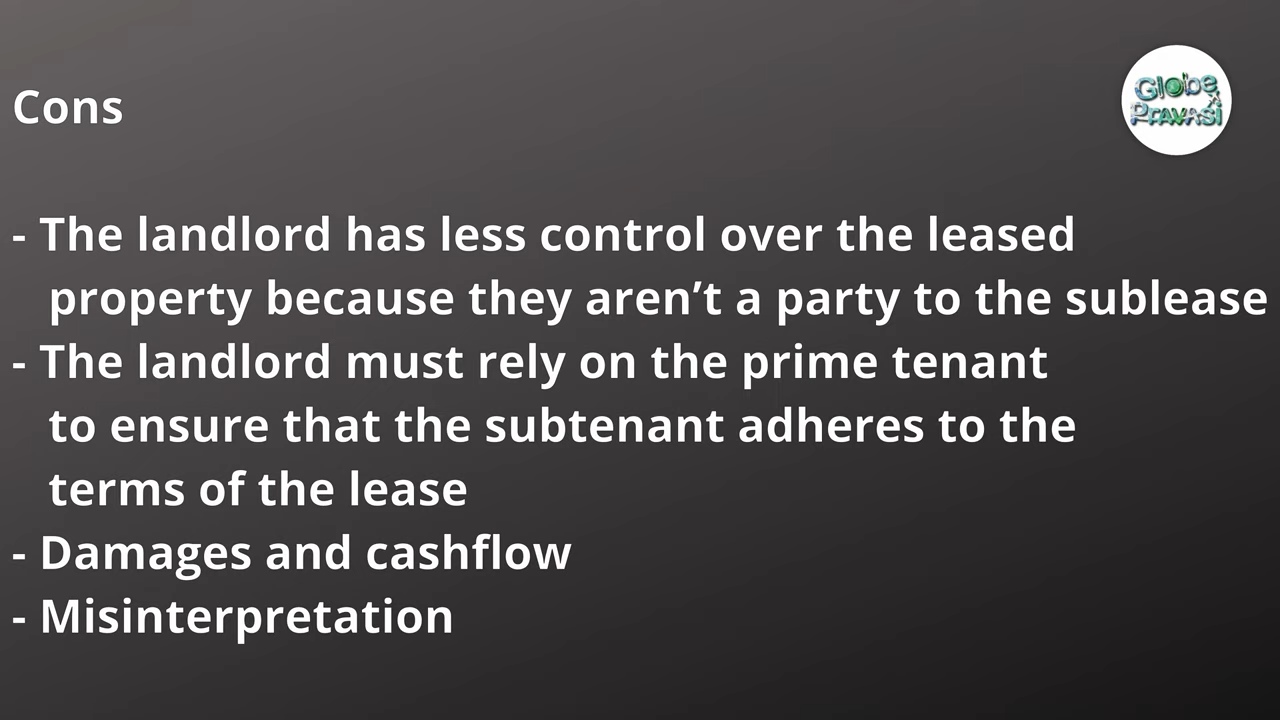 Globe
Pravasi
Cons
- The landlord has less control over the leased
property because they aren’t a party to the sublease
- The landlord must rely on the prime tenant
to ensure that the subtenant adheres to the
terms of the lease
- Damages and cashflow
- Misinterpretation